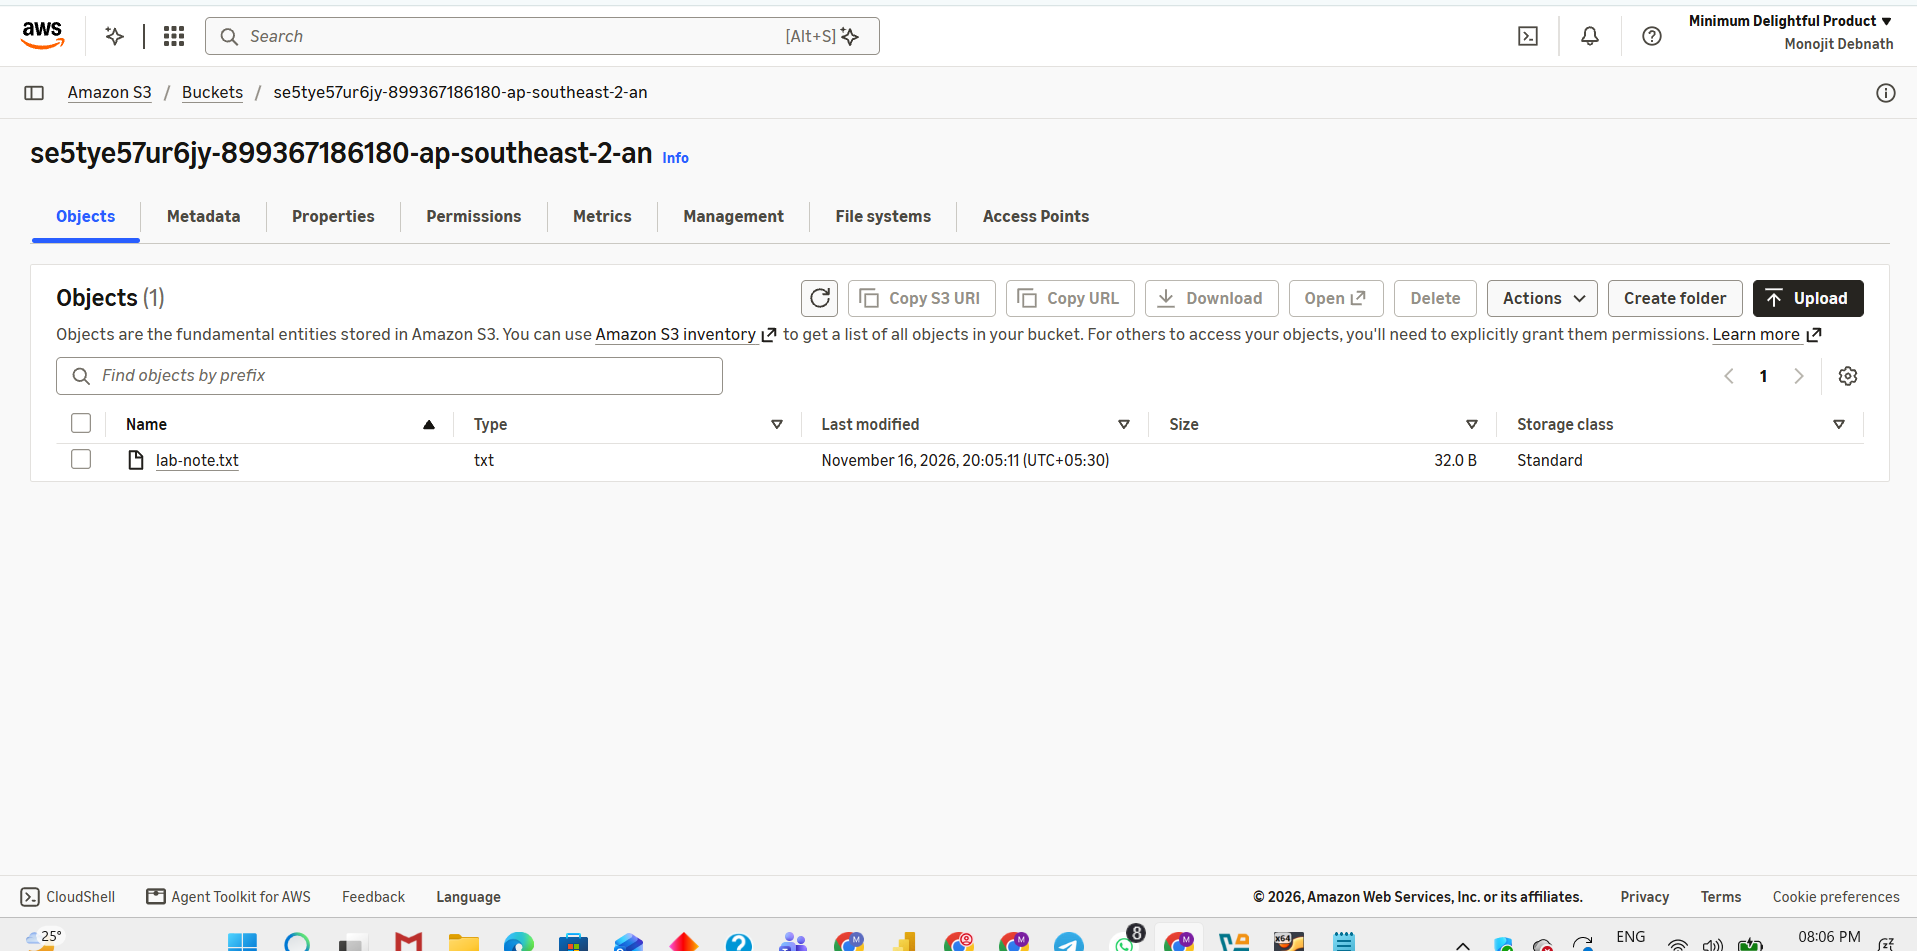 aws
Search [Alt+S]
Minimum Delightful Product
Monojit Debnath
Amazon S3 / Buckets / se5tye57ur6jy-899367186180-ap-southeast-2-an
se5tye57ur6jy-899367186180-ap-southeast-2-an Info
Objects Metadata Properties Permissions Metrics Management File systems Access Points
Objects (1) Copy S3 URI Copy URL Download Open Delete Actions Create folder Upload
Objects are the fundamental entities stored in Amazon S3. You can use Amazon S3 inventory to get a list of all objects in your bucket. For others to access your objects, you'll need to explicitly grant them permissions. Learn more
Find objects by prefix 1
Name Type Last modified Size Storage class
lab-note.txt txt November 16, 2026, 20:05:11 (UTC+05:30) 32.0 B Standard
CloudShell Agent Toolkit for AWS Feedback Language © 2026, Amazon Web Services, Inc. or its affiliates. Privacy Terms Cookie preferences
25° 8 ENG 08:06 PM